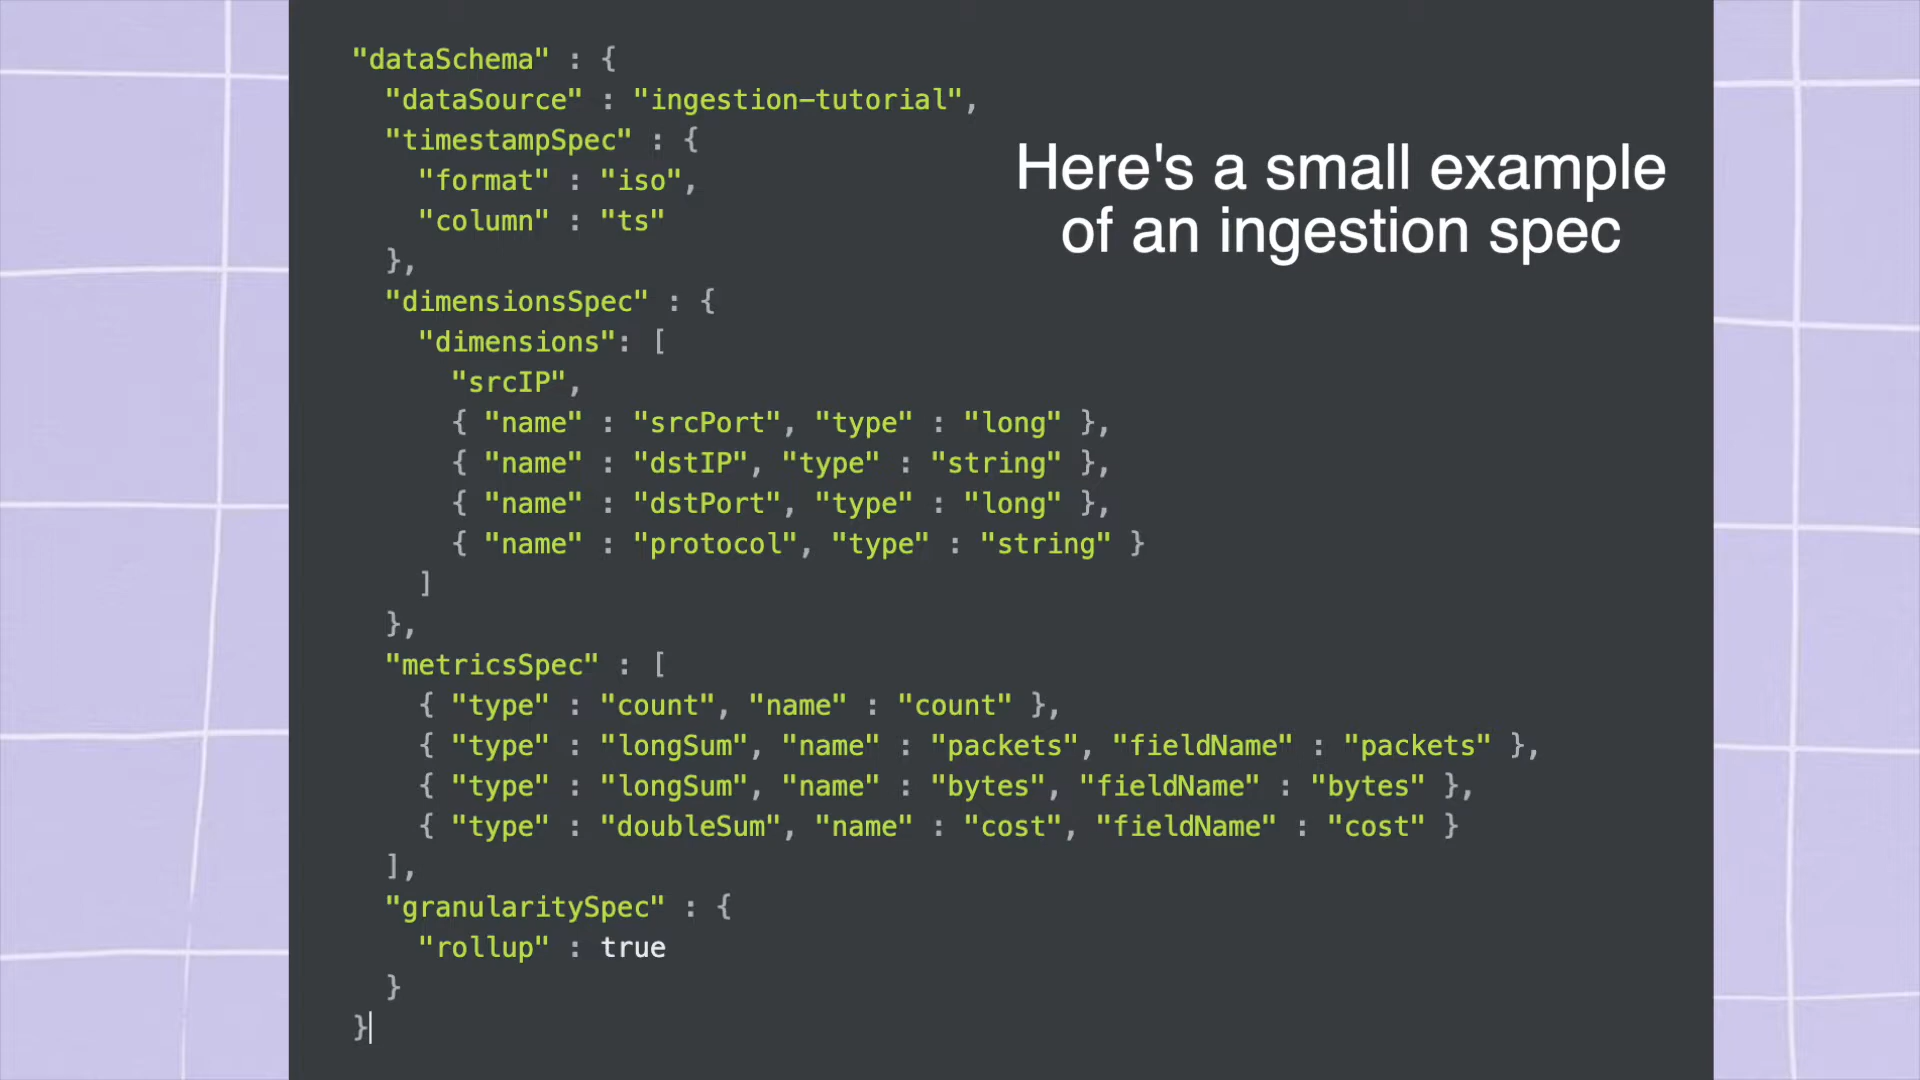 "dataSchema" : {
"dataSource" : "ingestion-tutorial",
"timestampSpec" : {
"format" : "iso",
"column" : "ts"
},
"dimensionsSpec" : {
"dimensions": [
"srcIP",
{ "name" : "srcPort", "type" : "long" },
{ "name" : "dstIP", "type" : "string" },
{ "name" : "dstPort", "type" : "long" },
{ "name" : "protocol", "type" : "string" }
]
},
"metricsSpec" : [
{ "type" : "count", "name" : "count" },
{ "type" : "longSum", "name" : "packets", "fieldName" : "packets" },
{ "type" : "longSum", "name" : "bytes", "fieldName" : "bytes" },
{ "type" : "doubleSum", "name" : "cost", "fieldName" : "cost" }
],
"granularitySpec" : {
"rollup" : true
}
}
Here's a small example
of an ingestion spec